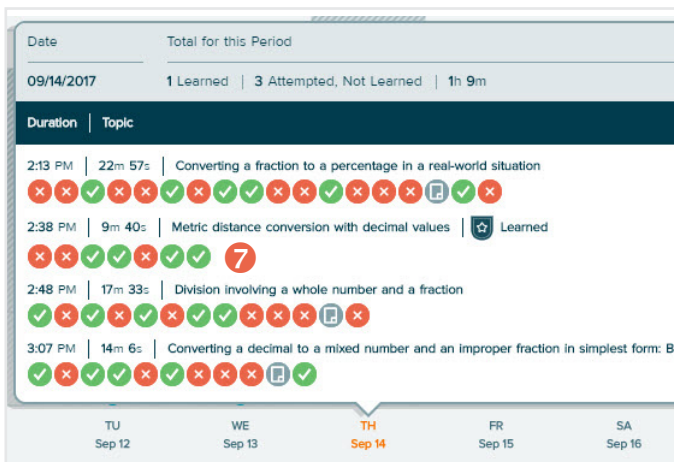 Date Total for this Period
09/14/2017 1 Learned | 3 Attempted, Not Learned | 1h 9m
Duration | Topic
2:13 PM | 22m 57s | Converting a fraction to a percentage in a real-world situation
2:38 PM | 9m 40s | Metric distance conversion with decimal values | Learned
7
2:48 PM | 17m 33s | Division involving a whole number and a fraction
3:07 PM | 14m 6s | Converting a decimal to a mixed number and an improper fraction in simplest form: B
TU WE TH FR SA
Sep 12 Sep 13 Sep 14 Sep 15 Sep 16